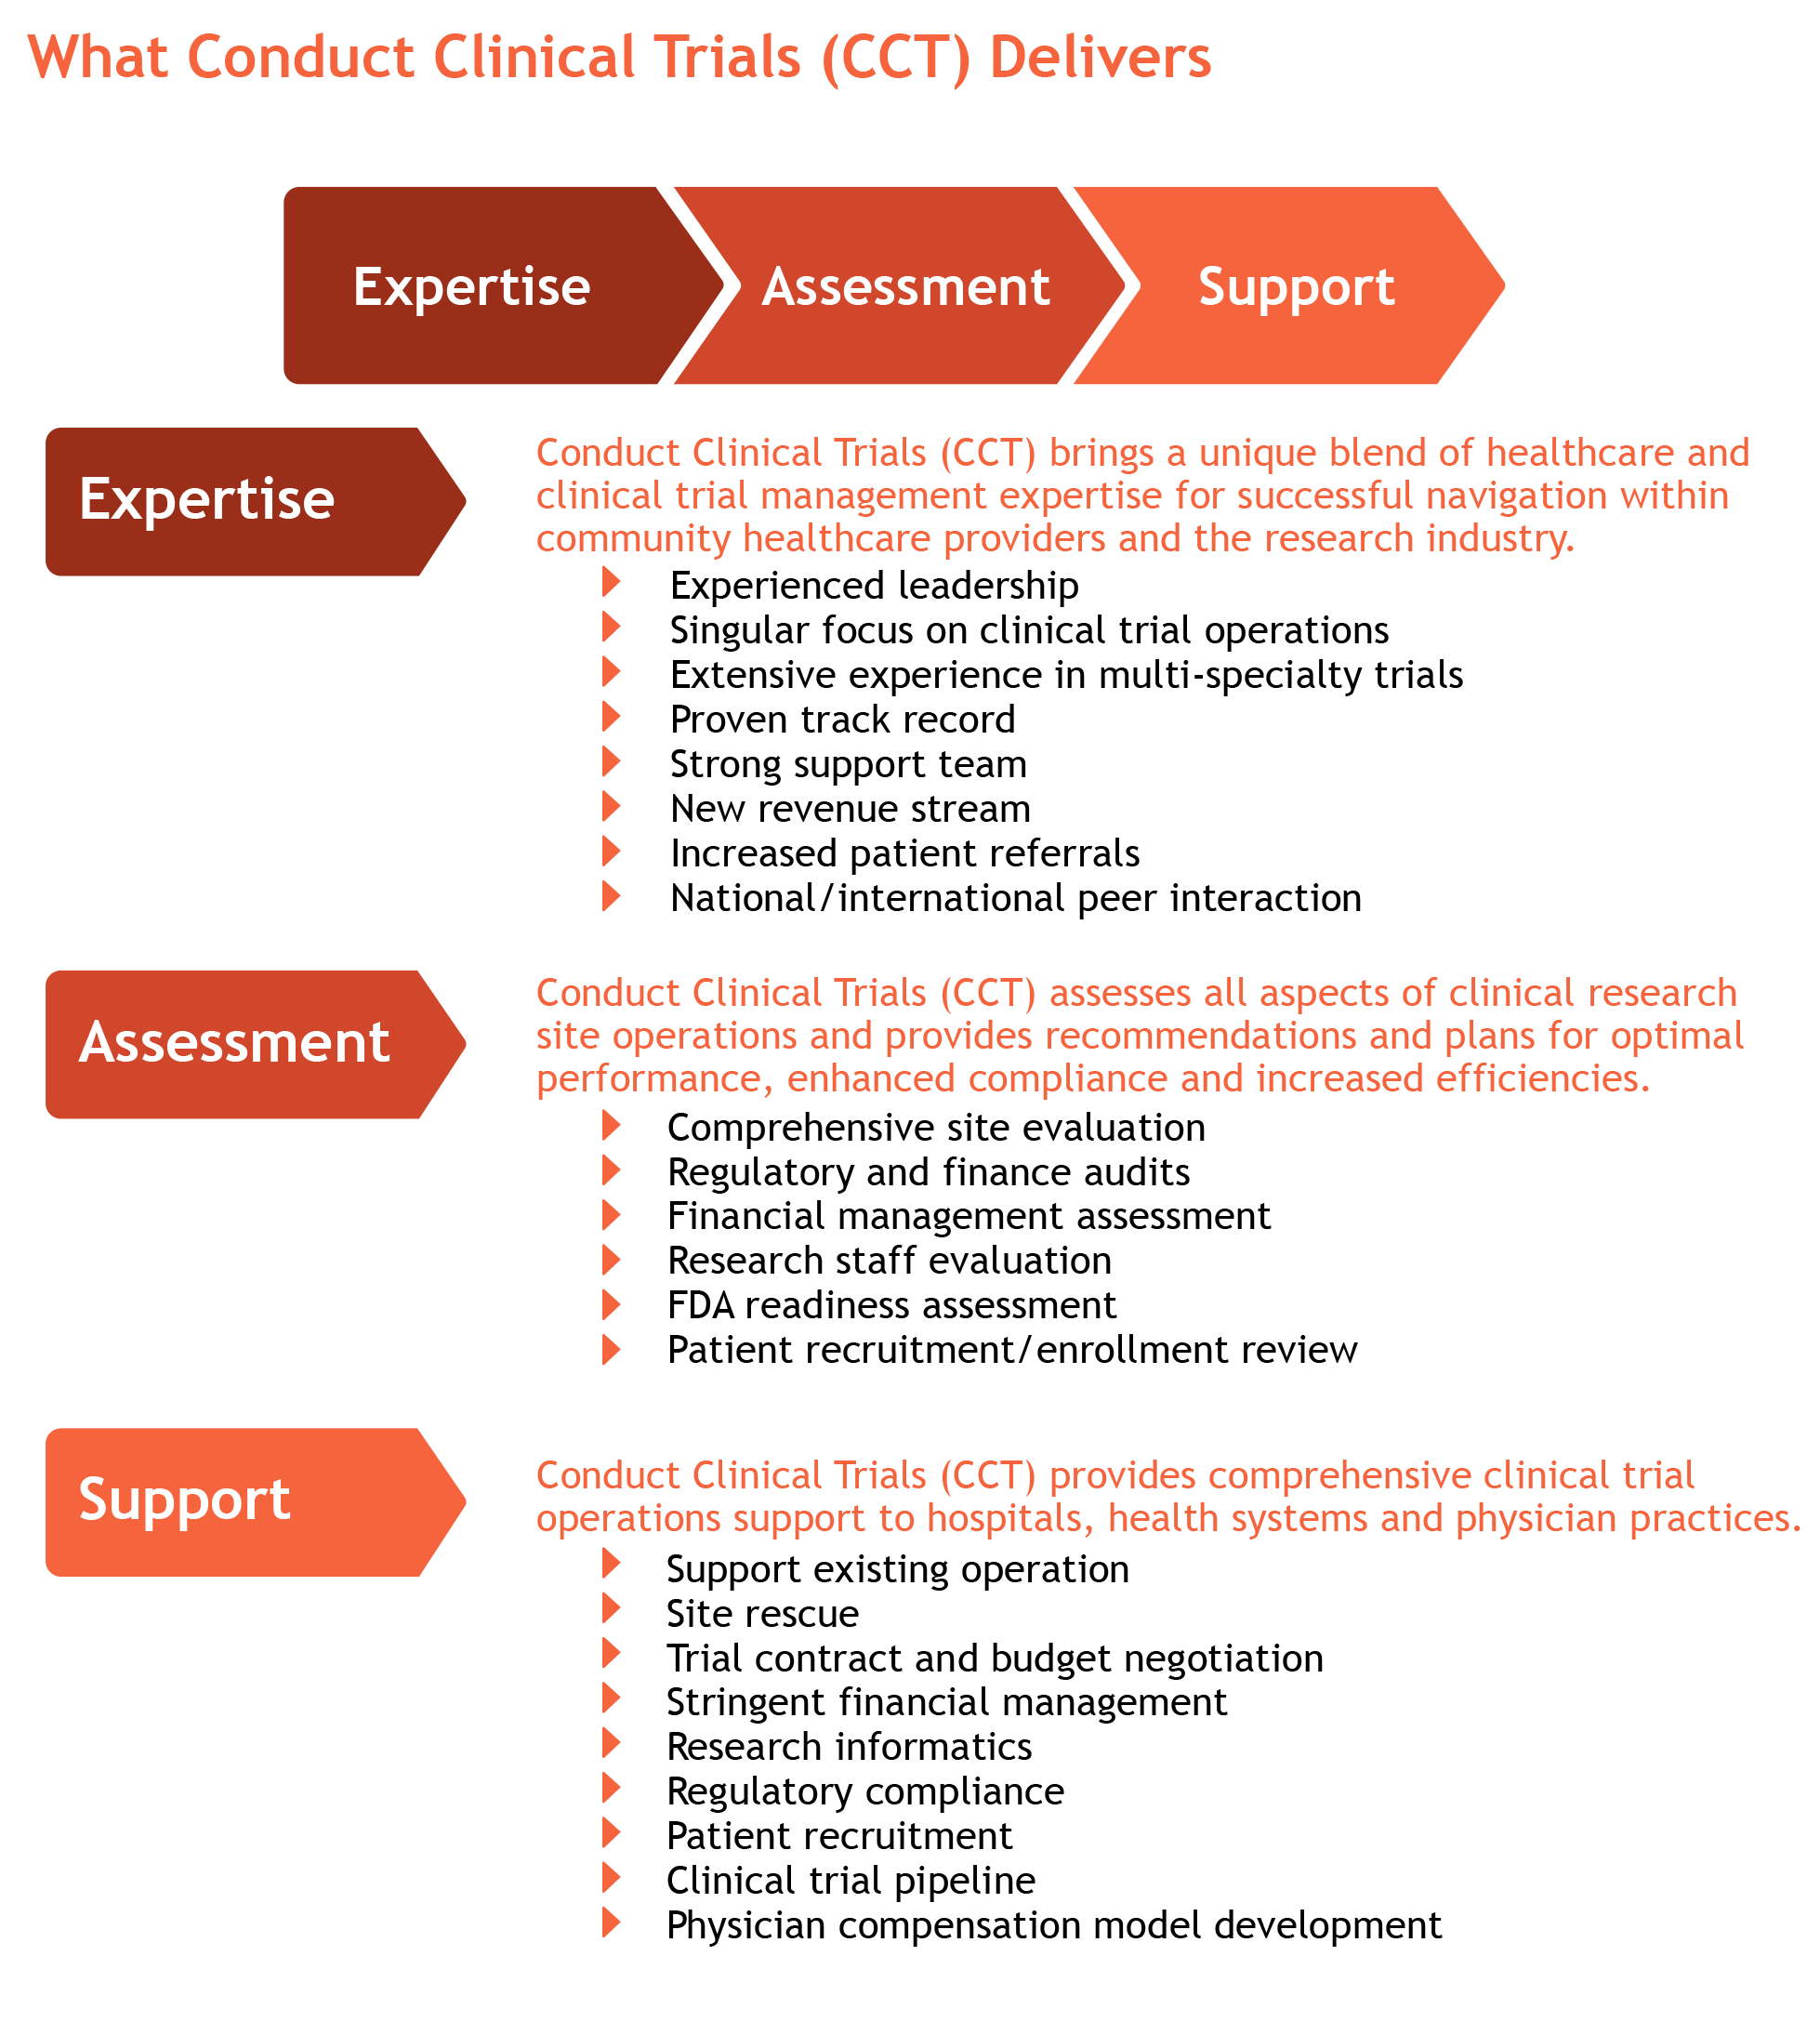 What Conduct Clinical Trials (CCT) Delivers
Expertise
Assessment
Support
Expertise
Conduct Clinical Trials (CCT) brings a unique blend of healthcare and
clinical trial management expertise for successful navigation within
community healthcare providers and the research industry.
Experienced leadership
Singular focus on clinical trial operations
Extensive experience in multi-specialty trials
Proven track record
Strong support team
New revenue stream
Increased patient referrals
National/international peer interaction
Assessment
Conduct Clinical Trials (CCT) assesses all aspects of clinical research
site operations and provides recommendations and plans for optimal
performance, enhanced compliance and increased efficiencies.
Comprehensive site evaluation
Regulatory and finance audits
Financial management assessment
Research staff evaluation
FDA readiness assessment
Patient recruitment/enrollment review
Support
Conduct Clinical Trials (CCT) provides comprehensive clinical trial
operations support to hospitals, health systems and physician practices.
Support existing operation
Site rescue
Trial contract and budget negotiation
Stringent financial management
Research informatics
Regulatory compliance
Patient recruitment
Clinical trial pipeline
Physician compensation model development